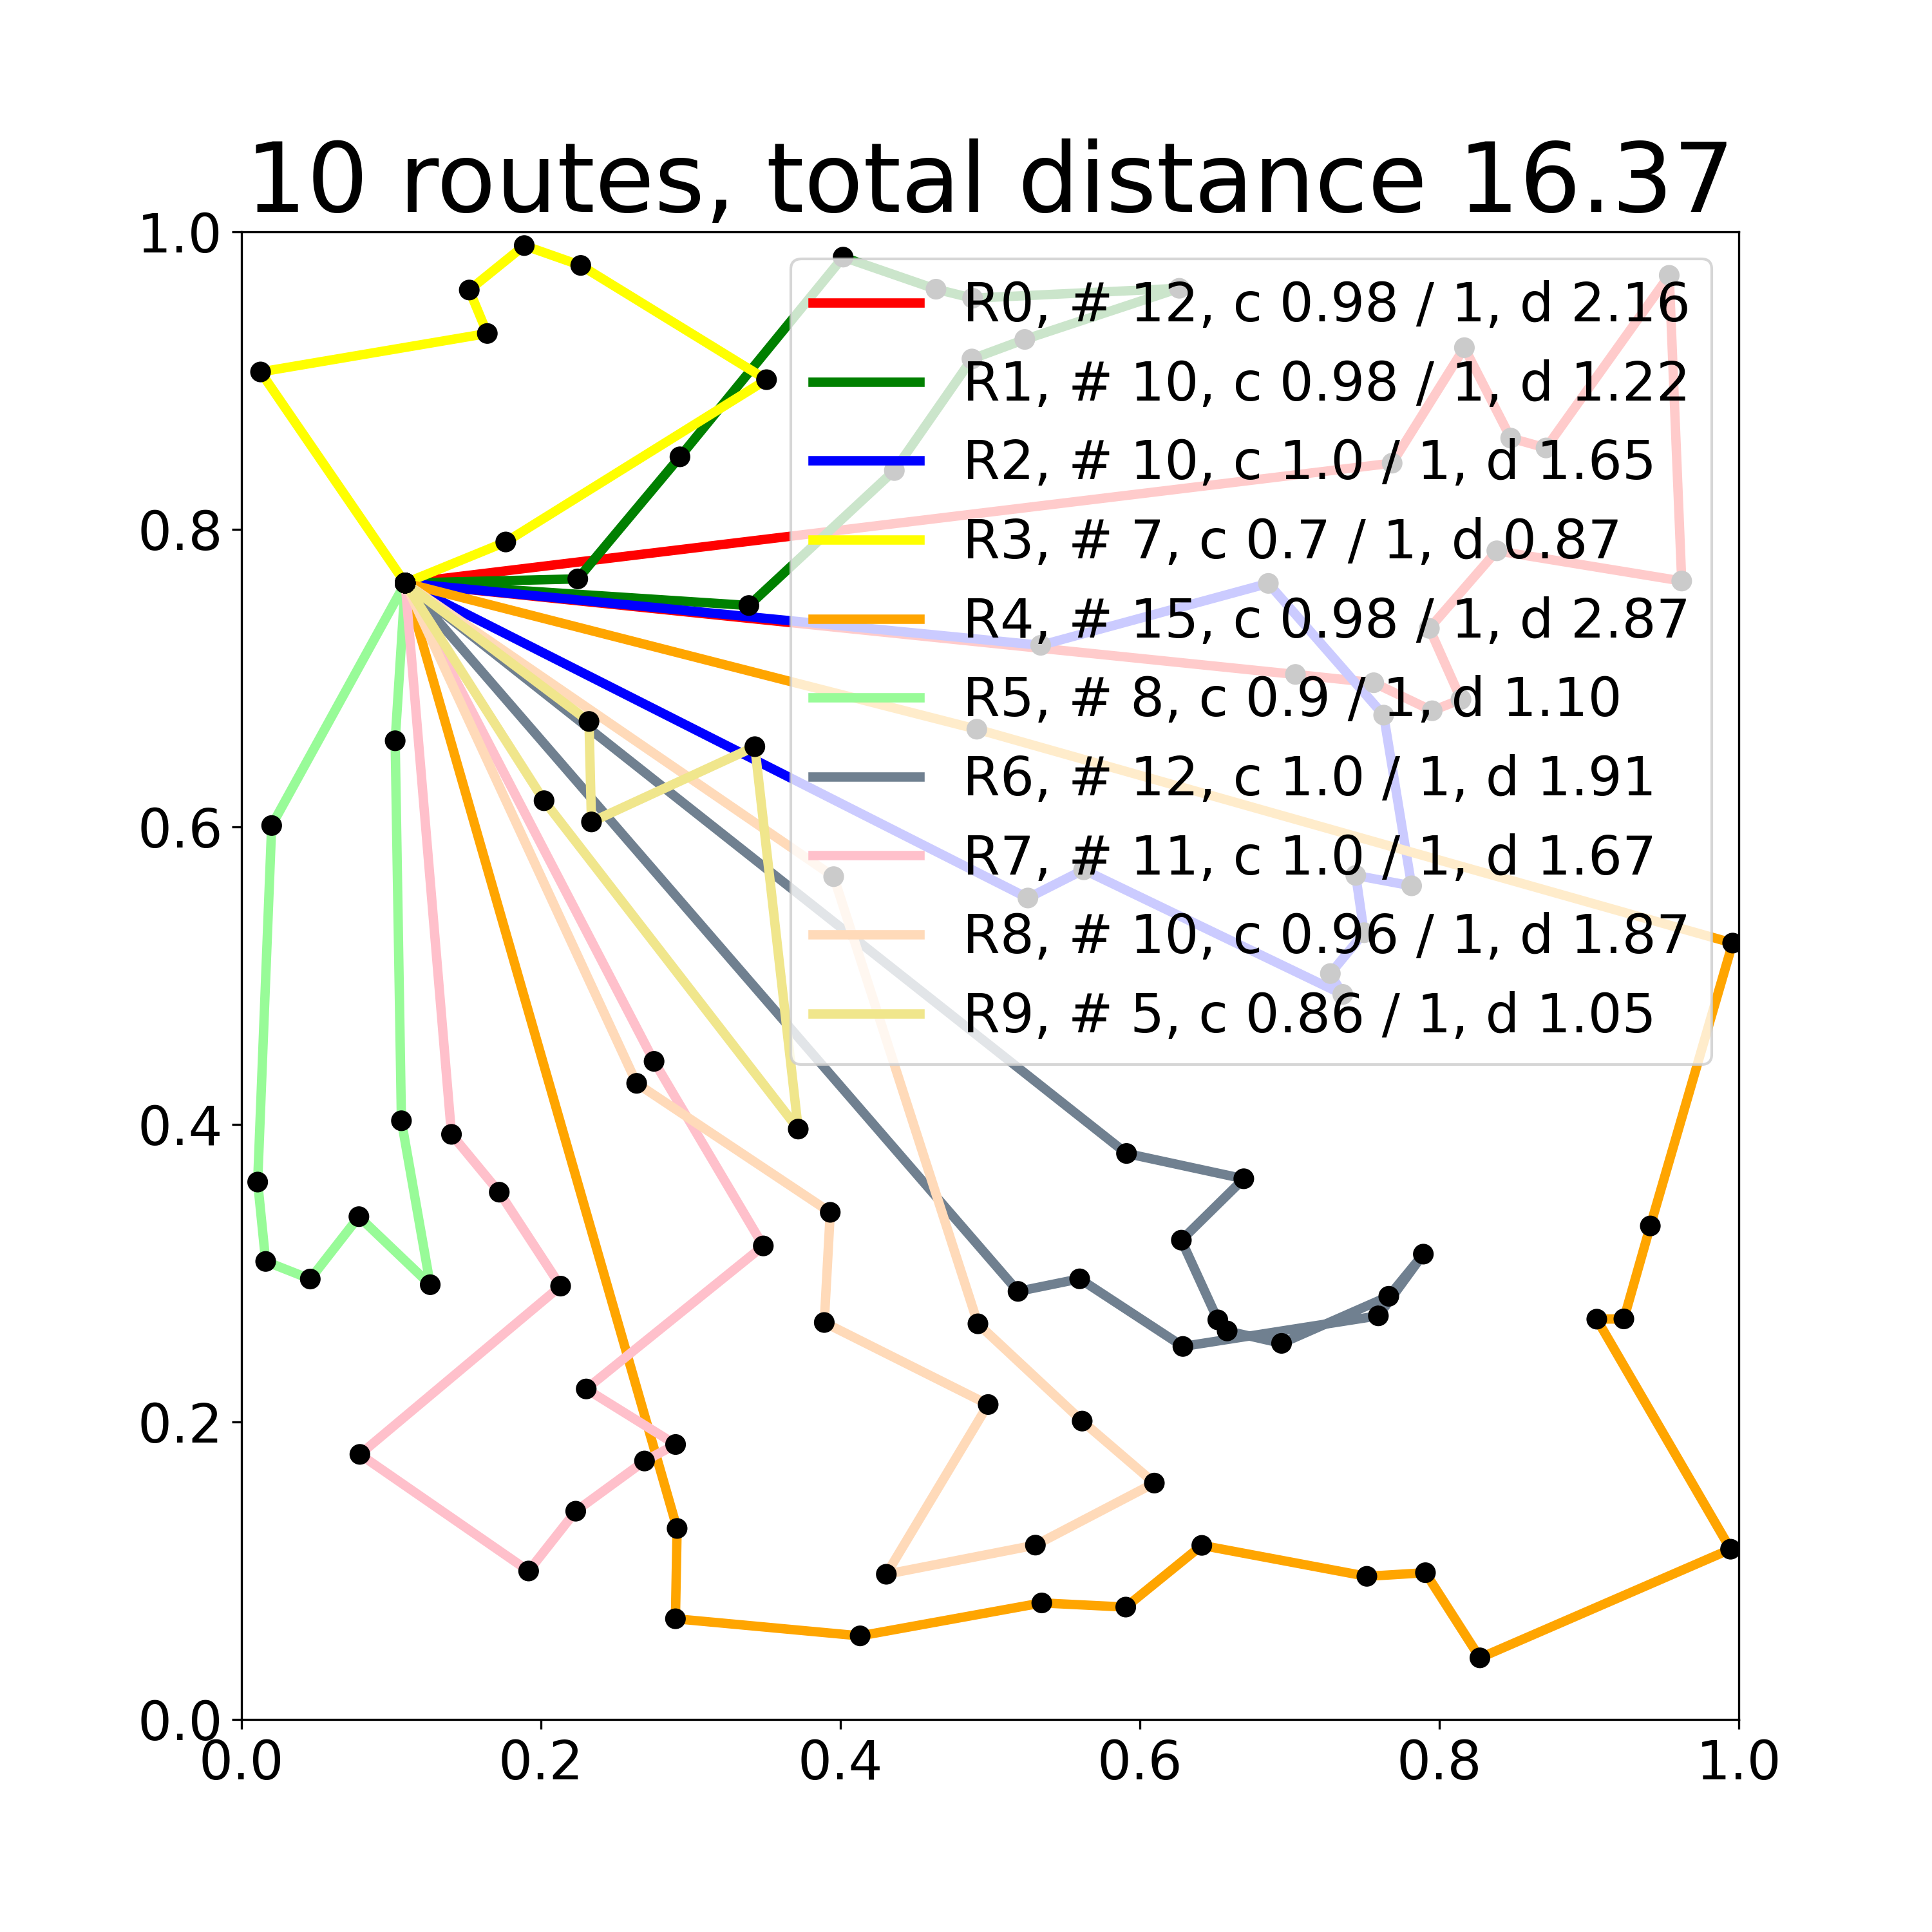 10 routes, total distance 16.37
1.0
0.8
0.6
0.4
0.2
0.0
R0, # 12, c 0.98 / 1, d 2.16
R1, # 10, c 0.98 / 1, d 1.22
R2, # 10, c 1.0 / 1, d 1.65
R3, # 7, c 0.7 / 1, d 0.87
R4, # 15, c 0.98 / 1, d 2.87
R5, # 8, c 0.9 / 1, d 1.10
R6, # 12, c 1.0 / 1, d 1.91
R7, # 11, c 1.0 / 1, d 1.67
R8, # 10, c 0.96 / 1, d 1.87
R9, # 5, c 0.86 / 1, d 1.05
0.0 0.2 0.4 0.6 0.8 1.0